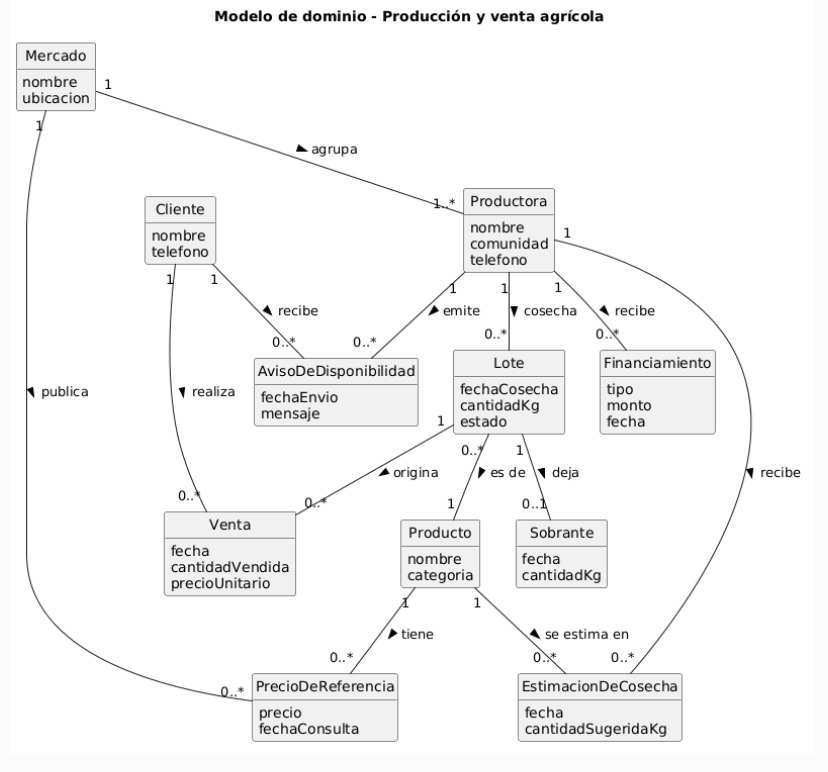 Modelo de dominio - Producción y venta agrícola
Mercado
nombre
ubicacion
1
1
agrupa
1..*
Productora
nombre
comunidad
telefono
1
Cliente
nombre
telefono
1
1
recibe
0..*
1
emite
0..*
1
cosecha
0..*
1
recibe
0..*
AvisoDeDisponibilidad
fechaEnvio
mensaje
Lote
fechaCosecha
cantidadKg
estado
Financiamiento
tipo
monto
fecha
publica
realiza
1
origina
0..*
0..*
0..*
es de
1
1
deja
0..1
recibe
Venta
fecha
cantidadVendida
precioUnitario
Producto
nombre
categoria
Sobrante
fecha
cantidadKg
1
tiene
0..*
1
se estima en
0..*
0..*
0..*
PrecioDeReferencia
precio
fechaConsulta
EstimacionDeCosecha
fecha
cantidadSugeridaKg